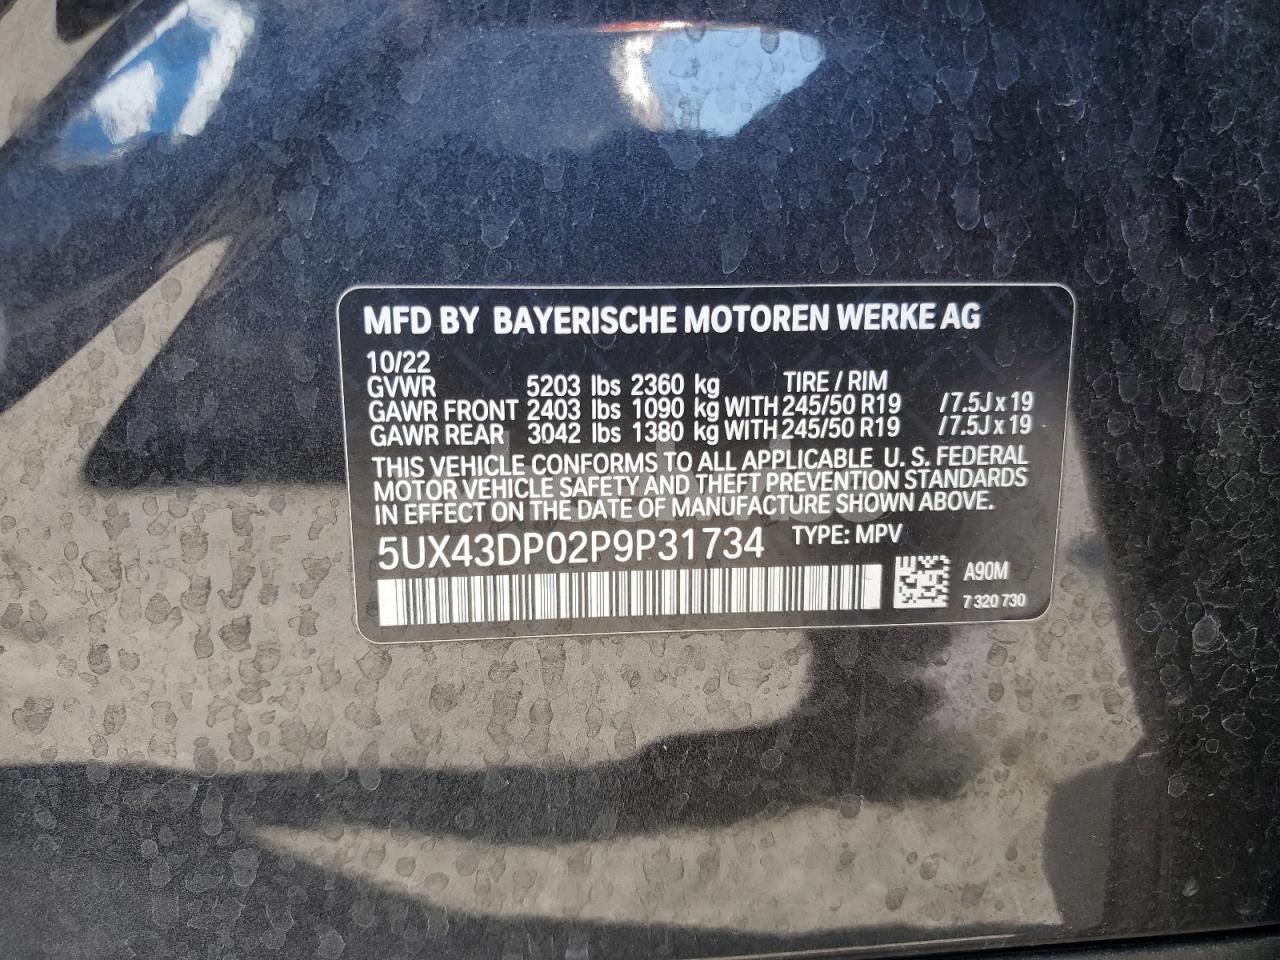 MFD BY BAYERISCHE MOTOREN WERKE AG
10/22
GVWR 5203 lbs 2360 kg TIRE / RIM
GAWR FRONT 2403 lbs 1090 kg WITH 245/50 R19 /7.5J x 19
GAWR REAR 3042 lbs 1380 kg WITH 245/50 R19 /7.5J x 19
THIS VEHICLE CONFORMS TO ALL APPLICABLE U. S. FEDERAL
MOTOR VEHICLE SAFETY AND THEFT PREVENTION STANDARDS
IN EFFECT ON THE DATE OF MANUFACTURE SHOWN ABOVE.
5UX43DP02P9P31734 TYPE: MPV
A90M
7 320 730